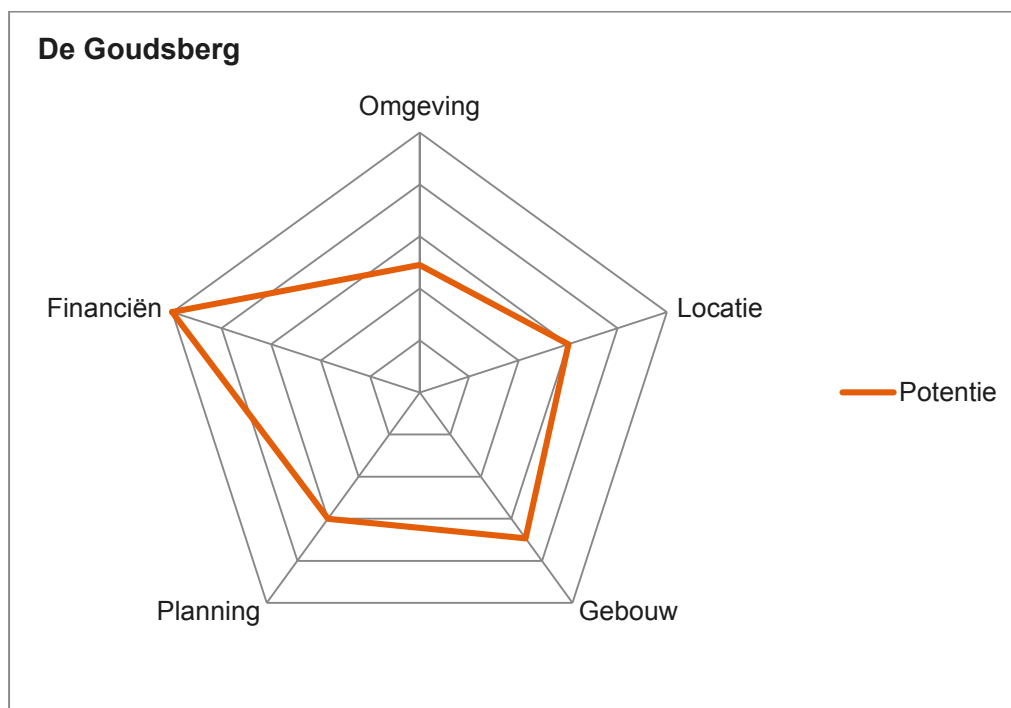 De Goudsberg
Omgeving
Financiën
Locatie
Potentie
Planning
Gebouw